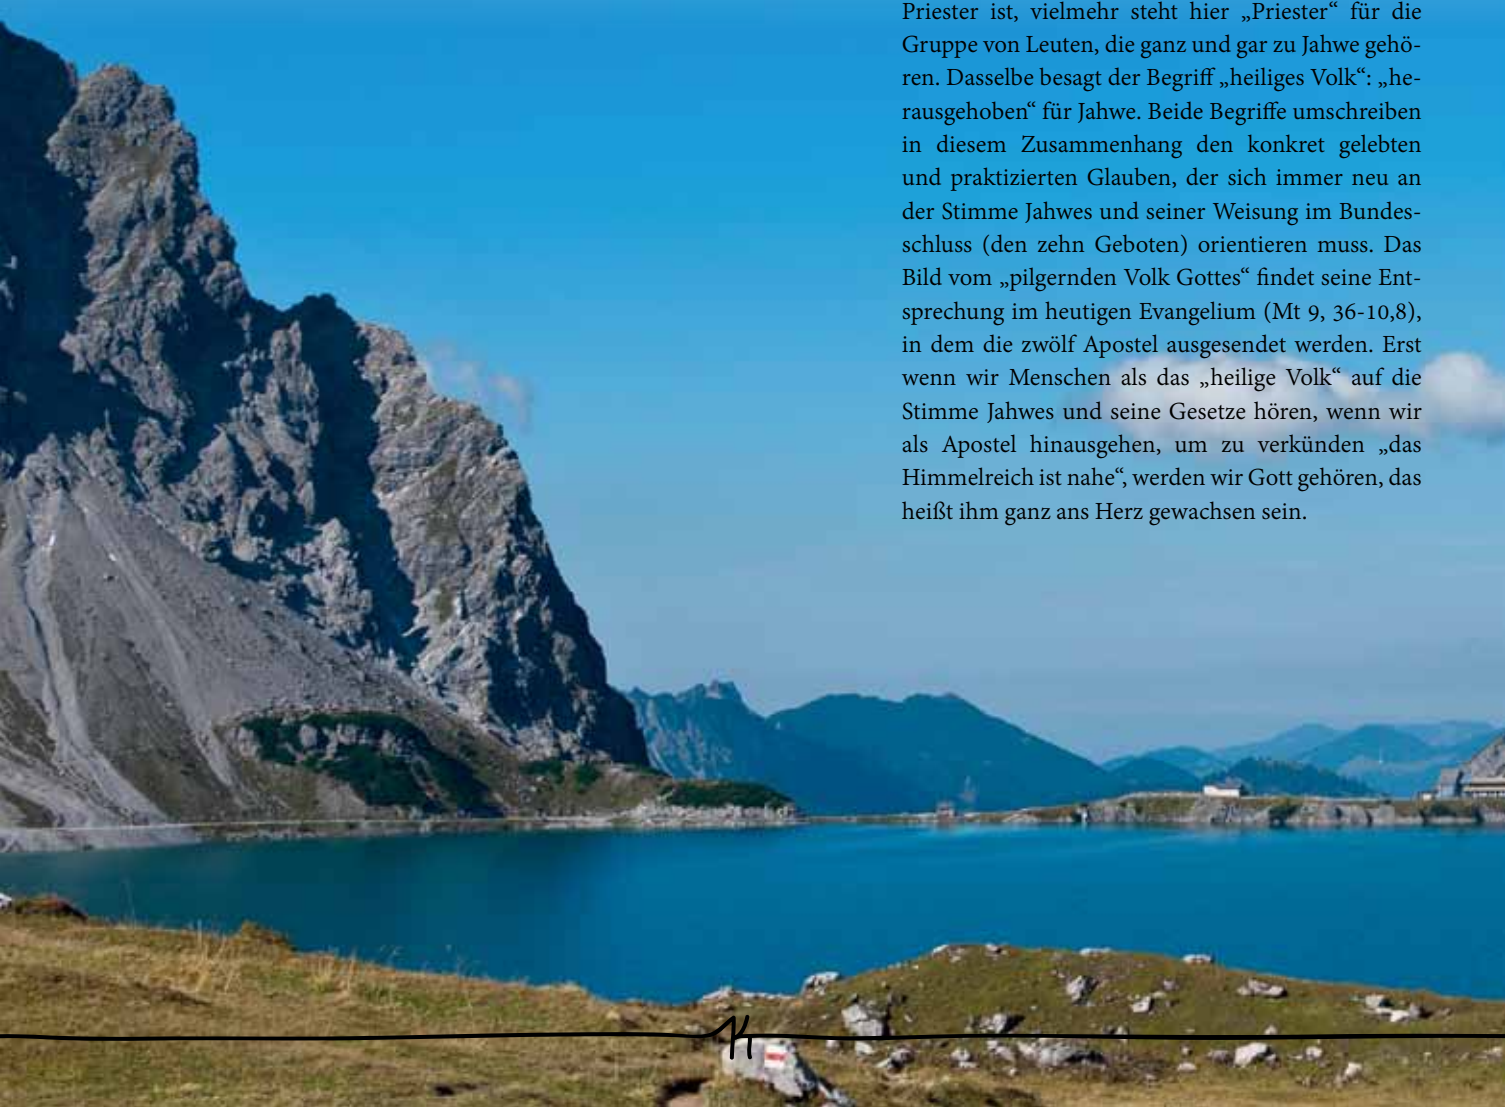 Priester ist, vielmehr steht hier „Priester“ für die
Gruppe von Leuten, die ganz und gar zu Jahwe gehö-
ren. Dasselbe besagt der Begriff „heiliges Volk“: „he-
rausgehoben“ für Jahwe. Beide Begriffe umschreiben
in diesem Zusammenhang den konkret gelebten
und praktizierten Glauben, der sich immer neu an
der Stimme Jahwes und seiner Weisung im Bundes-
schluss (den zehn Geboten) orientieren muss. Das
Bild vom „pilgernden Volk Gottes“ findet seine Ent-
sprechung im heutigen Evangelium (Mt 9, 36-10,8),
in dem die zwölf Apostel ausgesendet werden. Erst
wenn wir Menschen als das „heilige Volk“ auf die
Stimme Jahwes und seine Gesetze hören, wenn wir
als Apostel hinausgehen, um zu verkünden „das
Himmelreich ist nahe“, werden wir Gott gehören, das
heißt ihm ganz ans Herz gewachsen sein.